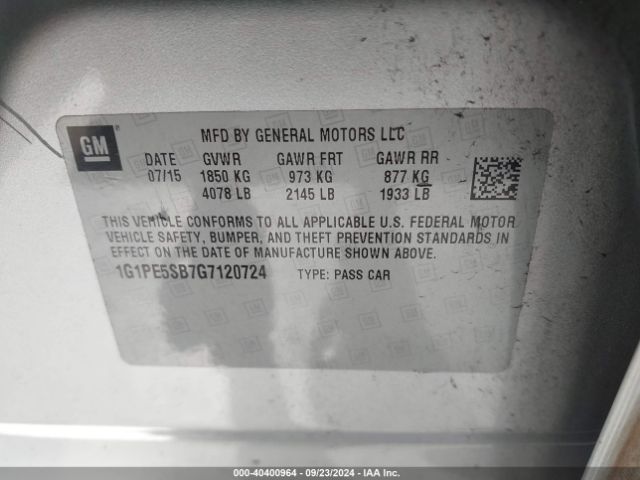 GM
MFD BY GENERAL MOTORS LLC
DATE GVWR GAWR FRT GAWR RR
07/15 1850 KG 973 KG 877 KG
4078 LB 2145 LB 1933 LB
THIS VEHICLE CONFORMS TO ALL APPLICABLE U.S. FEDERAL MOTOR
VEHICLE SAFETY, BUMPER, AND THEFT PREVENTION STANDARDS IN
EFFECT ON THE DATE OF MANUFACTURE SHOWN ABOVE.
1G1PE5SB7G7120724 TYPE: PASS CAR
000-40400964 - 09/23/2024 - IAA Inc.